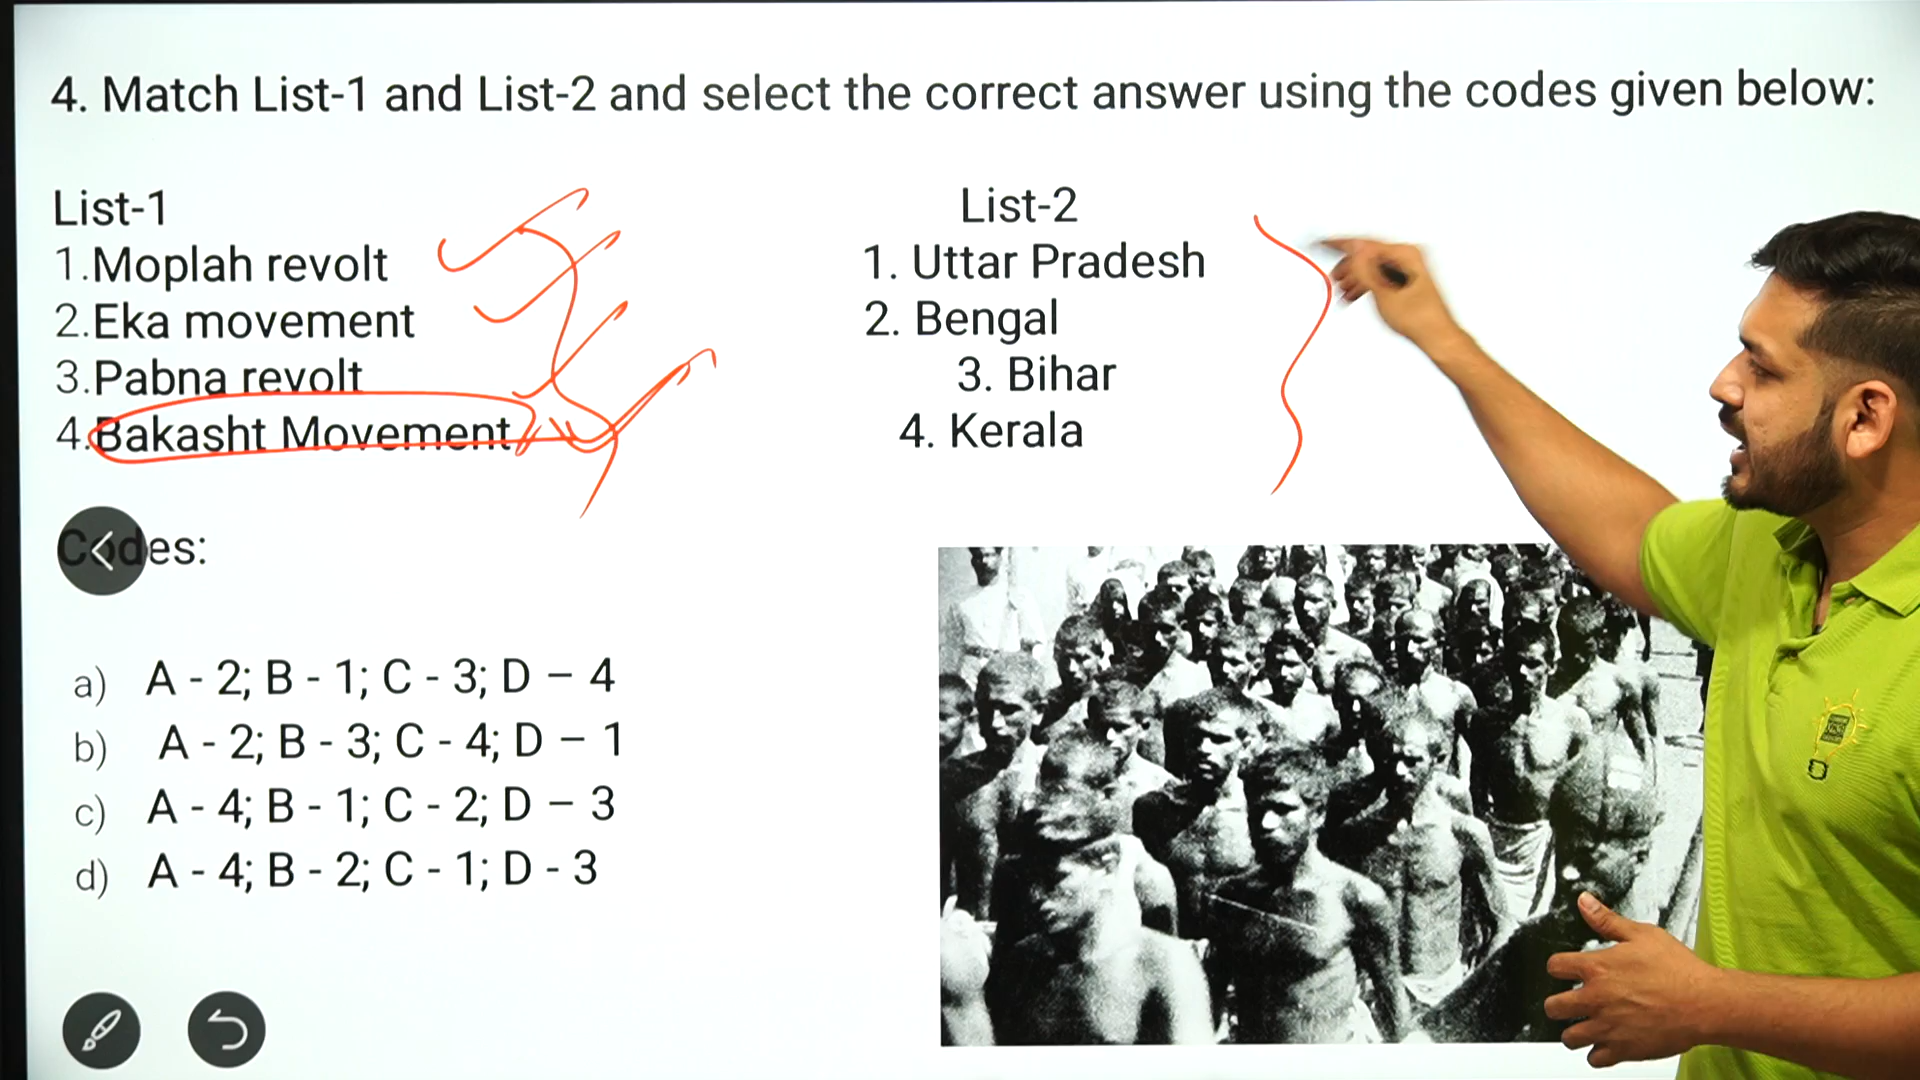 4. Match List-1 and List-2 and select the correct answer using the codes given below:
List-1
1.Moplah revolt
2.Eka movement
3.Pabna revolt
4.Bakasht Movement
List-2
1. Uttar Pradesh
2. Bengal
3. Bihar
4. Kerala
Codes:
a) A - 2; B - 1; C - 3; D – 4
b) A - 2; B - 3; C - 4; D – 1
c) A - 4; B - 1; C - 2; D – 3
d) A - 4; B - 2; C - 1; D - 3